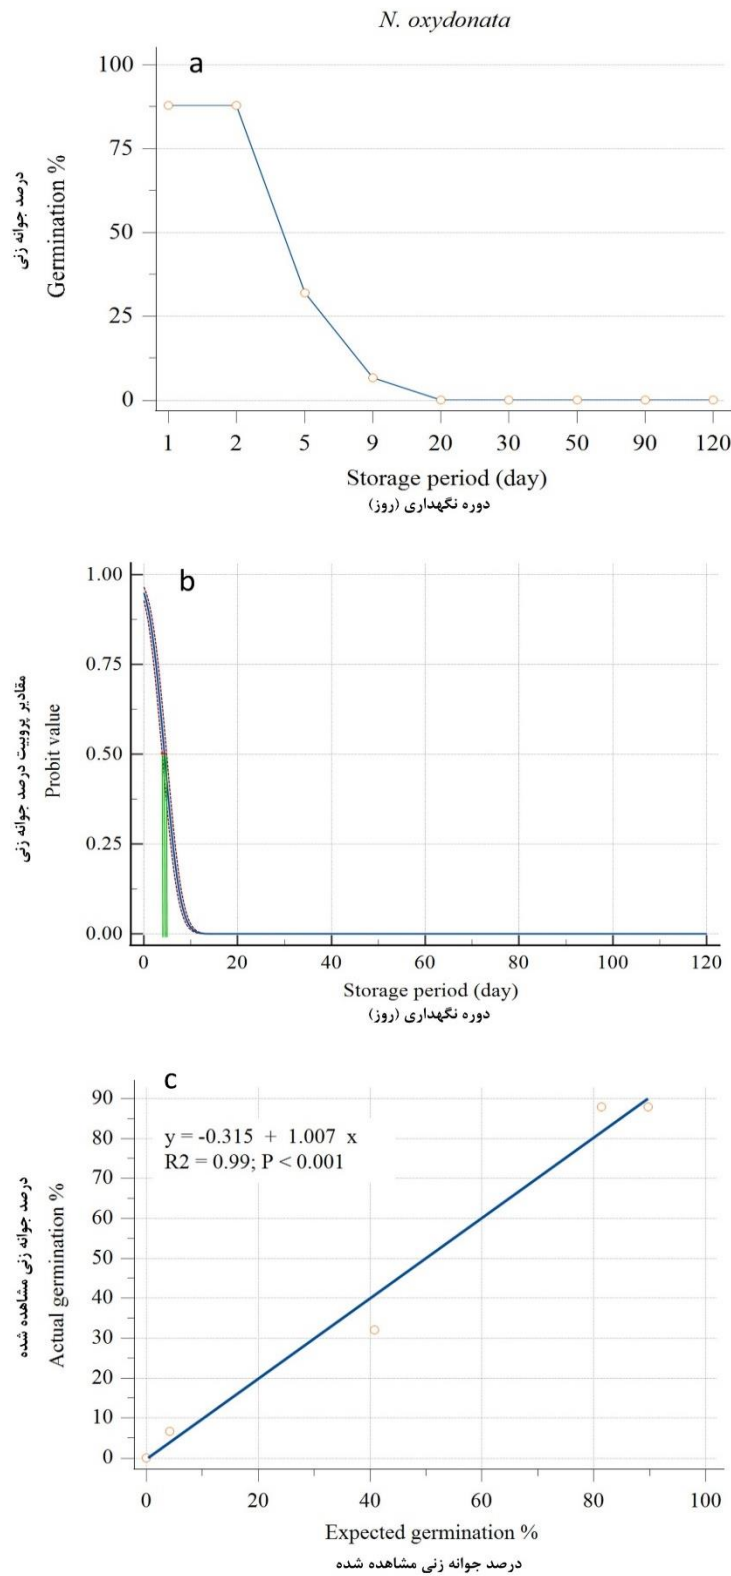 N. oxydonata
a
100
75
50
25
0
درصد جوانه زنی
Germination %
1 2 5 9 20 30 50 90 120
Storage period (day)
دوره نگهداری (روز)
b
1.00
0.75
0.50
0.25
0.00
مقادیر پروبیت درصد جوانه زنی
Probit value
0 20 40 60 80 100 120
Storage period (day)
دوره نگهداری (روز)
c
y = -0.315 + 1.007 x
R2 = 0.99; P < 0.001
90
80
70
60
50
40
30
20
10
0
درصد جوانه زنی مشاهده شده
Actual germination %
0 20 40 60 80 100
Expected germination %
درصد جوانه زنی مشاهده شده